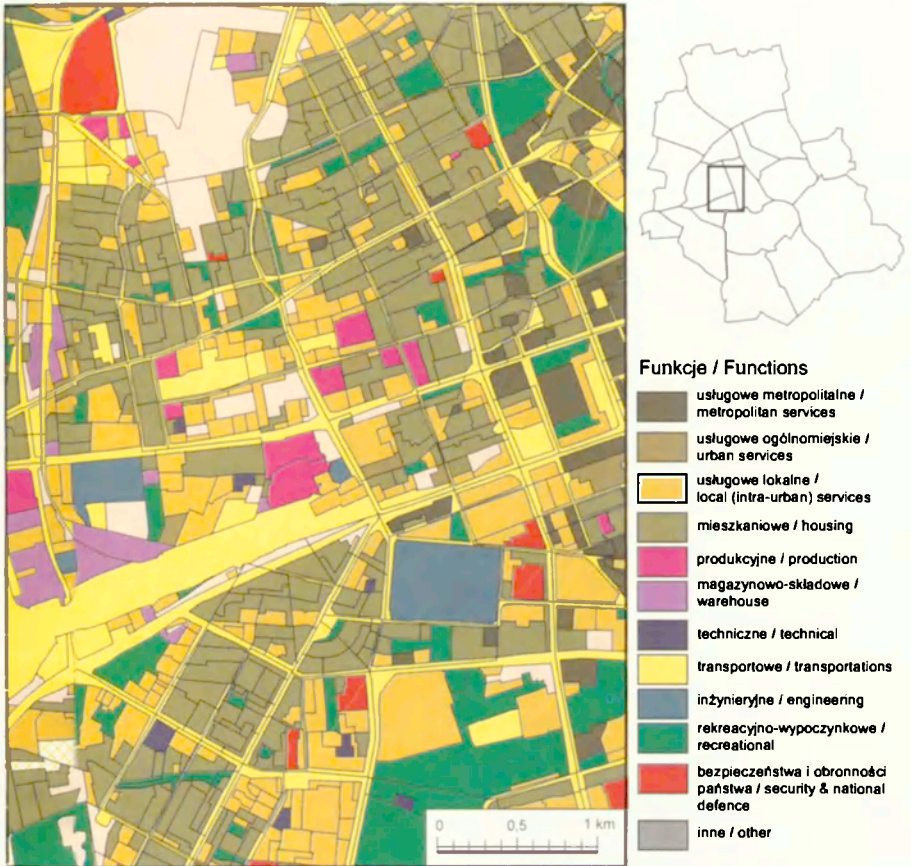 Funkcje / Functions
usługowe metropolitalne /
metropolitan services
usługowe ogólnomiejskie /
urban services
usługowe lokalne /
local (intra-urban) services
mieszkaniowe / housing
produkcyjne / production
magazynowo-składowe /
warehouse
techniczne / technical
transportowe / transportations
inżynieryjne / engineering
rekreacyjno-wypoczynkowe /
recreational
bezpieczeństwa i obronności
państwa / security & national
defence
inne / other
0 0,5 1 km